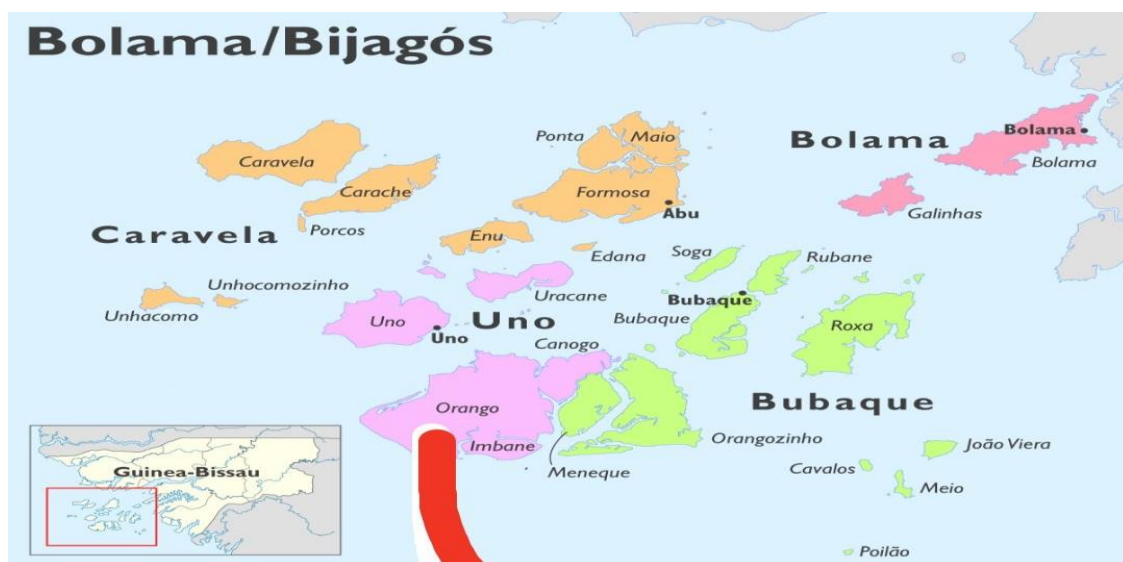 Bolama/Bijagós
Ponta
Maio
Bolama
Bolama
Bolama
Caravela
Carache
Formosa
Abu
Galinhas
Porcos
Caravela
Enu
Edana
Soga
Rubane
Unhocomozinho
Unhacomo
Uracane
Bubaque
Bubaque
Uno
Uno
Uno
Roxa
Canogo
Bubaque
Orango
Imbane
Orangozinho
Meneque
João Viera
Cavalos
Meio
Poilão
Guinea-Bissau